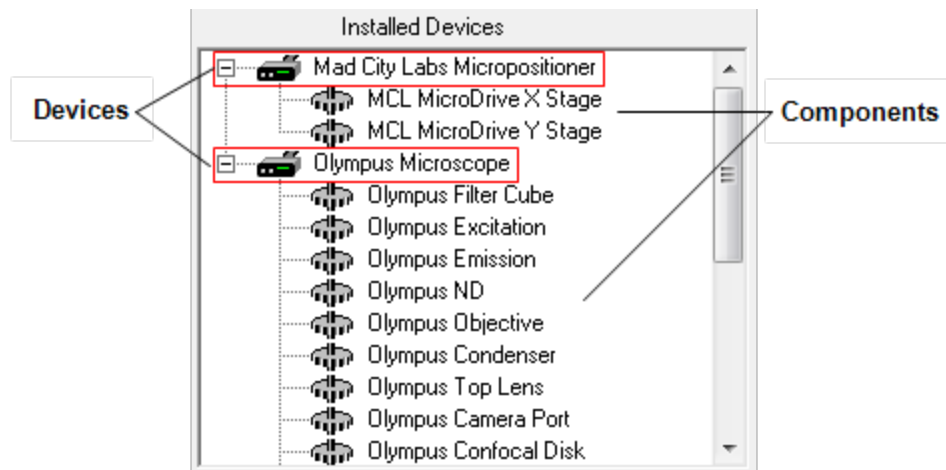 Installed Devices
Mad City Labs Micropositioner
MCL MicroDrive X Stage
MCL MicroDrive Y Stage
Olympus Microscope
Olympus Filter Cube
Olympus Excitation
Olympus Emission
Olympus ND
Olympus Objective
Olympus Condenser
Olympus Top Lens
Olympus Camera Port
Olympus Confocal Disk
Devices
Components